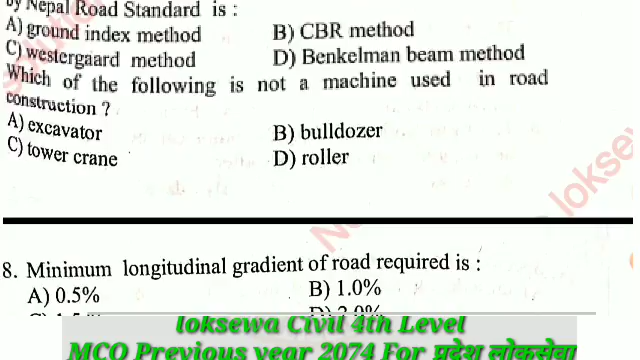 by Nepal Road Standard is :
A) ground index method B) CBR method
C) westergaard method D) Benkelman beam method
Which of the following is not a machine used in road
construction ?
A) excavator B) bulldozer
C) tower crane D) roller
8. Minimum longitudinal gradient of road required is :
A) 0.5% B) 1.0%
D) 2.0%
loksewa Civil 4th Level
MCQ Previous year 2074 For प्रदेश लोकसेवा